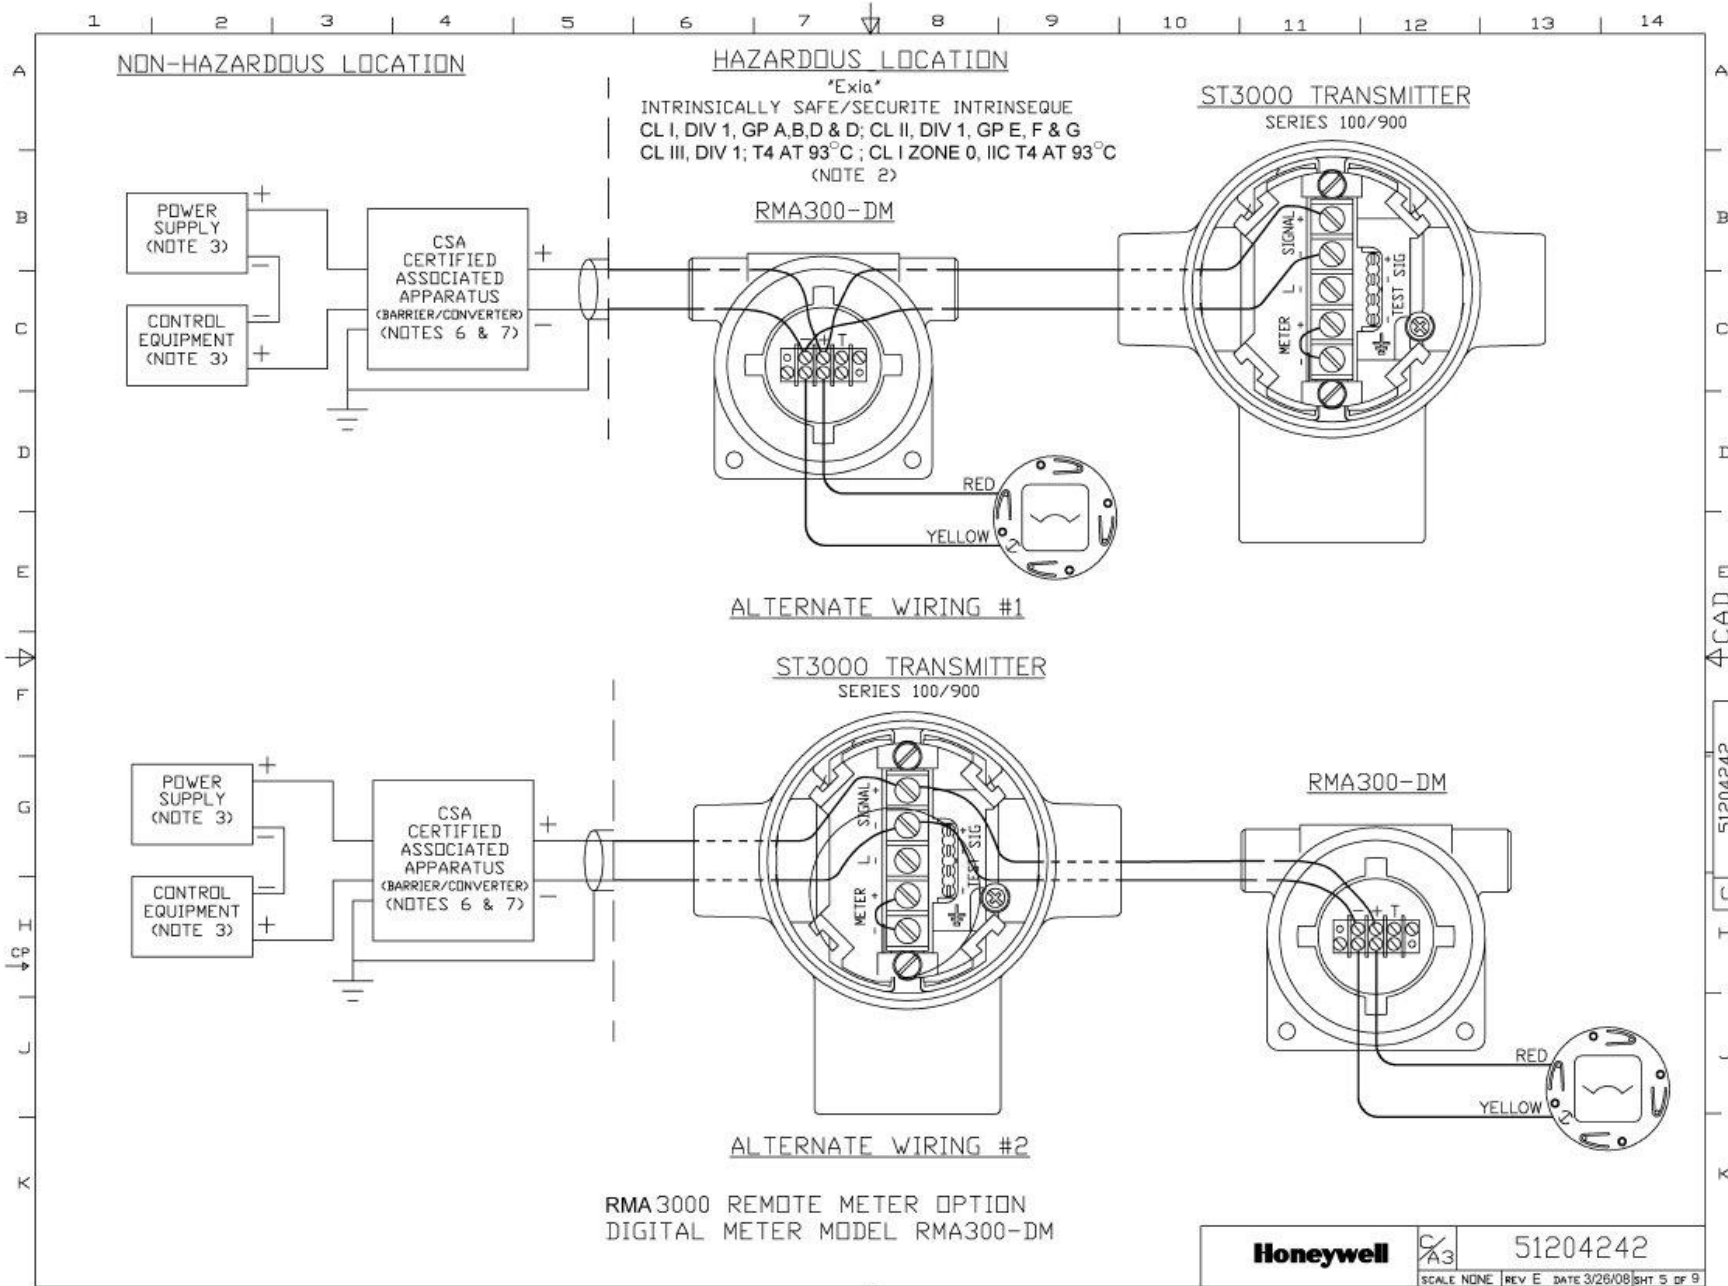 1 2 3 4 5 6 7 8 9 10 11 12 13 14
A
B
C
D
E
F
G
H
CP
J
K
A
B
C
D
E
CAD
51204242
K
NON-HAZARDOUS LOCATION
HAZARDOUS LOCATION
"Exia"
INTRINSICALLY SAFE/SECURITE INTRINSEQUE
CL I, DIV 1, GP A,B,D & D; CL II, DIV 1, GP E, F & G
CL III, DIV 1; T4 AT 93°C ; CL I ZONE 0, IIC T4 AT 93°C
(NOTE 2)
RMA300-DM
ST3000 TRANSMITTER
SERIES 100/900
POWER
SUPPLY
(NOTE 3)
+
-
CONTROL
EQUIPMENT
(NOTE 3)
-
+
CSA
CERTIFIED
ASSOCIATED
APPARATUS
(BARRIER/CONVERTER)
(NOTES 6 & 7)
+
-
- + T
SIGNAL + -
L -
METER + -
+ TEST SIG -
RED
YELLOW
ALTERNATE WIRING #1
ST3000 TRANSMITTER
SERIES 100/900
POWER
SUPPLY
(NOTE 3)
+
-
CONTROL
EQUIPMENT
(NOTE 3)
-
+
CSA
CERTIFIED
ASSOCIATED
APPARATUS
(BARRIER/CONVERTER)
(NOTES 6 & 7)
+
-
SIGNAL + -
L -
METER + -
+ TEST SIG -
RMA300-DM
- + T
RED
YELLOW
ALTERNATE WIRING #2
RMA3000 REMOTE METER OPTION
DIGITAL METER MODEL RMA300-DM
Honeywell
C/A3
51204242
SCALE NONE REV E DATE 3/26/08 SHT 5 OF 9